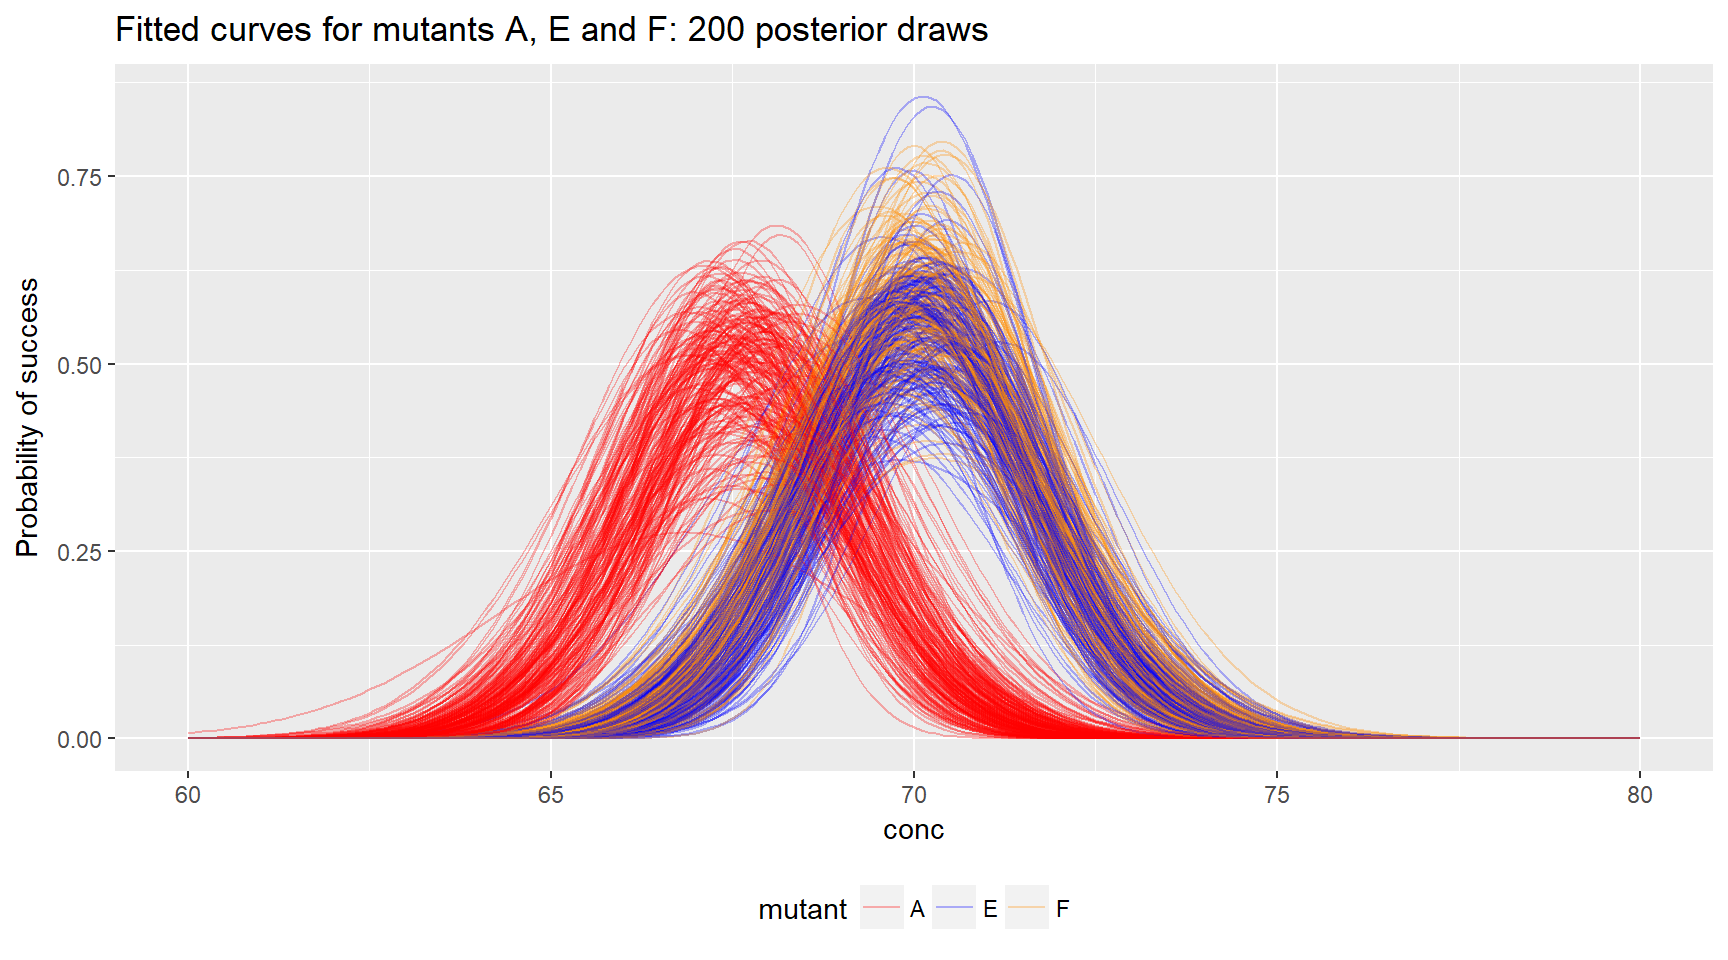 Fitted curves for mutants A, E and F: 200 posterior draws
Probability of success
0.75
0.50
0.25
0.00
60 65 70 75 80
conc
mutant A E F